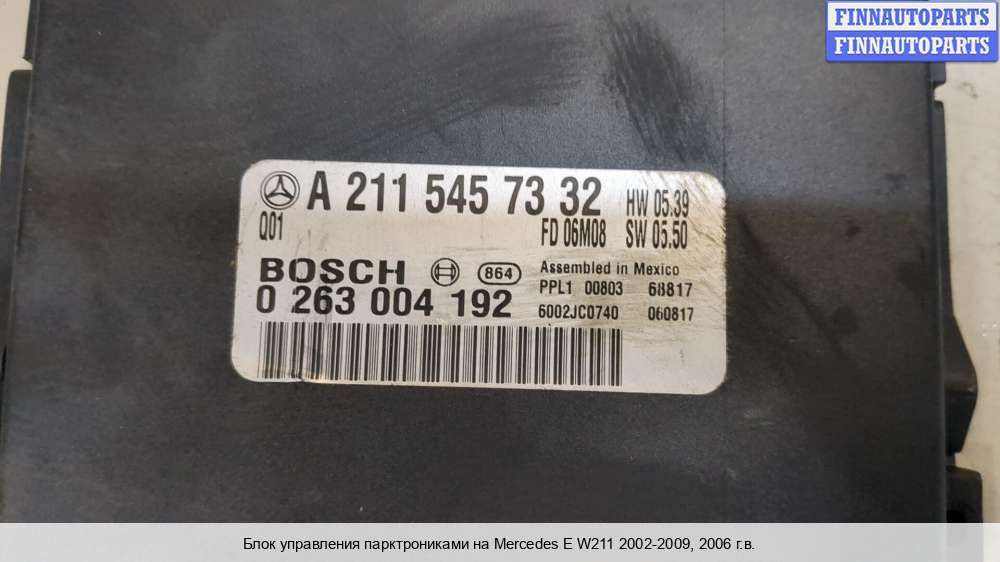 FINNAUTOPARTS
FINNAUTOPARTS
A 211 545 73 32 HW 05.39
Q01 FD 06M08 SW 05.50
BOSCH 864 Assembled in Mexico
0 263 004 192 PPL1 00803 68817
6002JC0740 060817
Блок управления парктрониками на Mercedes E W211 2002-2009, 2006 г.в.